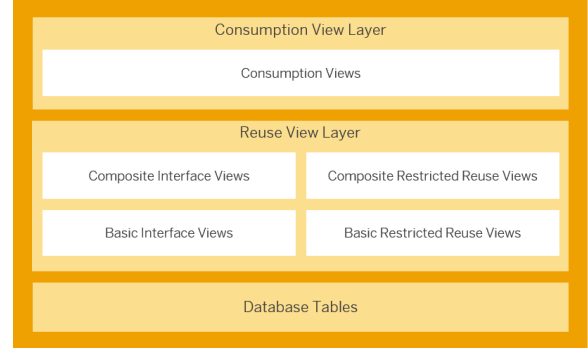 Consumption View Layer
Consumption Views
Reuse View Layer
Composite Interface Views
Composite Restricted Reuse Views
Basic Interface Views
Basic Restricted Reuse Views
Database Tables